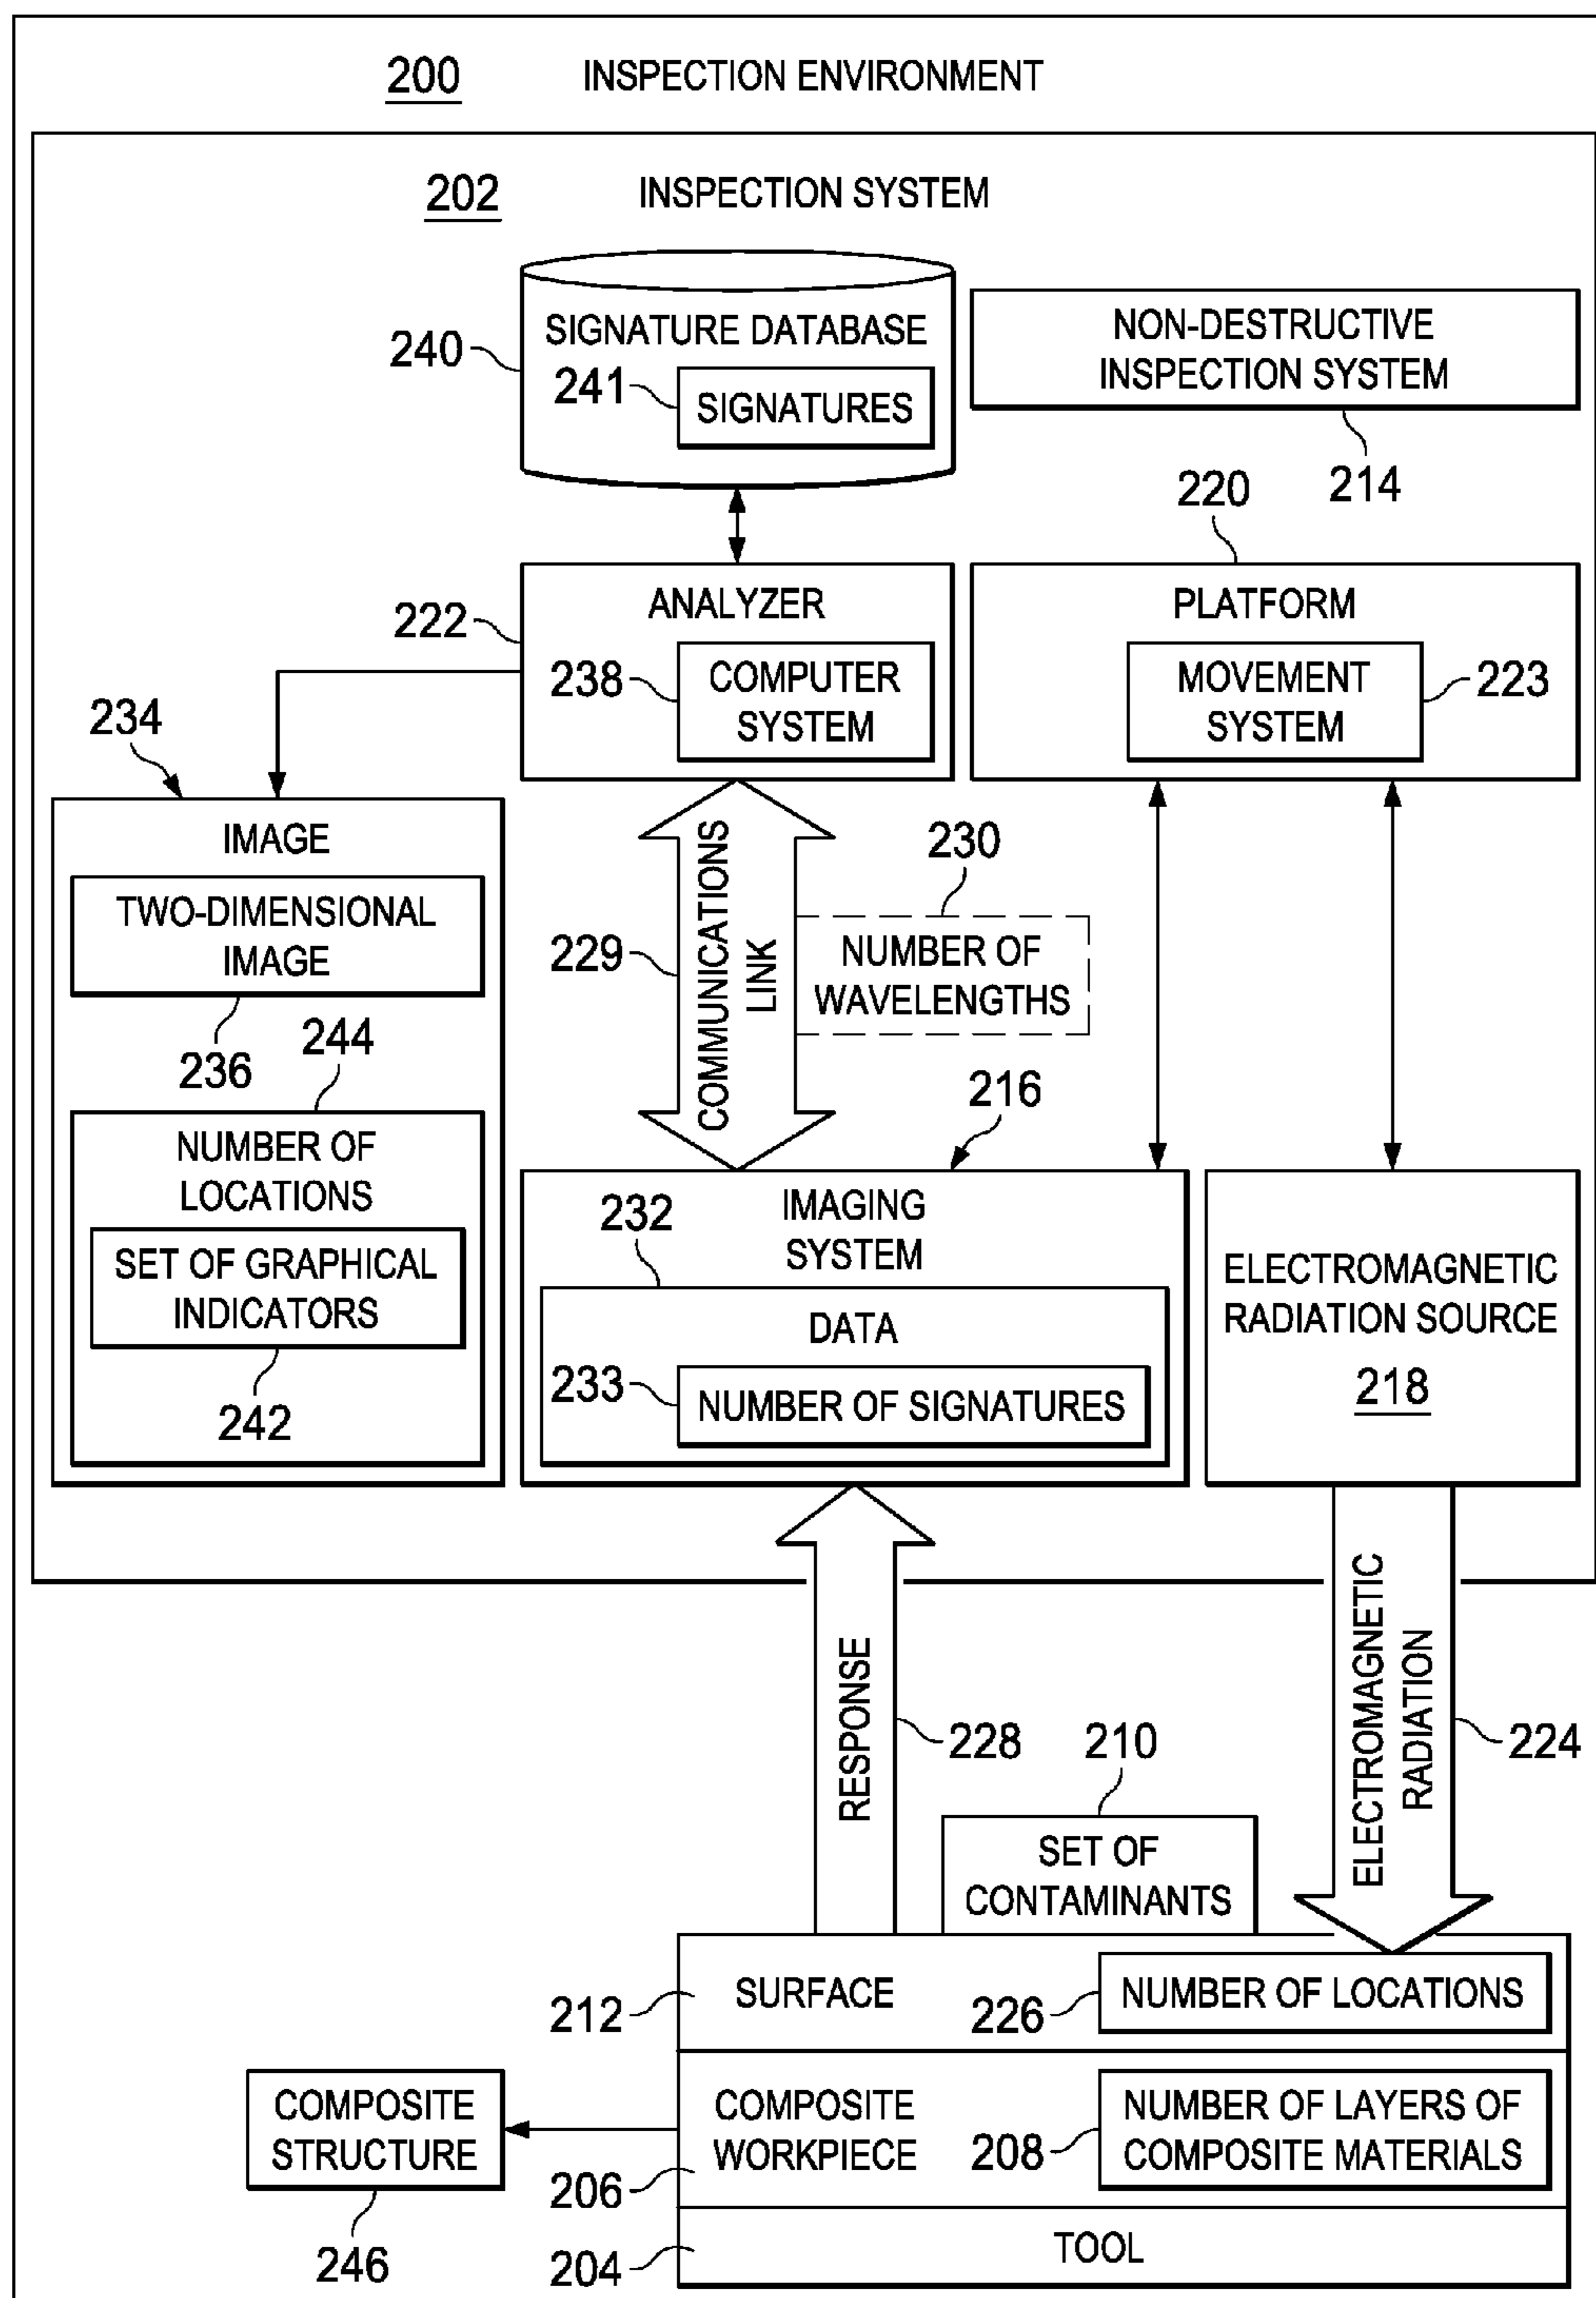 200 INSPECTION ENVIRONMENT
202 INSPECTION SYSTEM
240
SIGNATURE DATABASE
241
SIGNATURES
NON-DESTRUCTIVE
INSPECTION SYSTEM
214
220
222
ANALYZER
238
COMPUTER
SYSTEM
PLATFORM
MOVEMENT
SYSTEM
223
234
IMAGE
TWO-DIMENSIONAL
IMAGE
236
244
NUMBER OF
LOCATIONS
SET OF GRAPHICAL
INDICATORS
242
229
COMMUNICATIONS
LINK
230
NUMBER OF
WAVELENGTHS
216
IMAGING
SYSTEM
232
DATA
233
NUMBER OF SIGNATURES
ELECTROMAGNETIC
RADIATION SOURCE
218
RESPONSE
228
210
SET OF
CONTAMINANTS
ELECTROMAGNETIC
RADIATION
224
212
SURFACE
226
NUMBER OF LOCATIONS
COMPOSITE
STRUCTURE
246
206
COMPOSITE
WORKPIECE
208
NUMBER OF LAYERS OF
COMPOSITE MATERIALS
204
TOOL